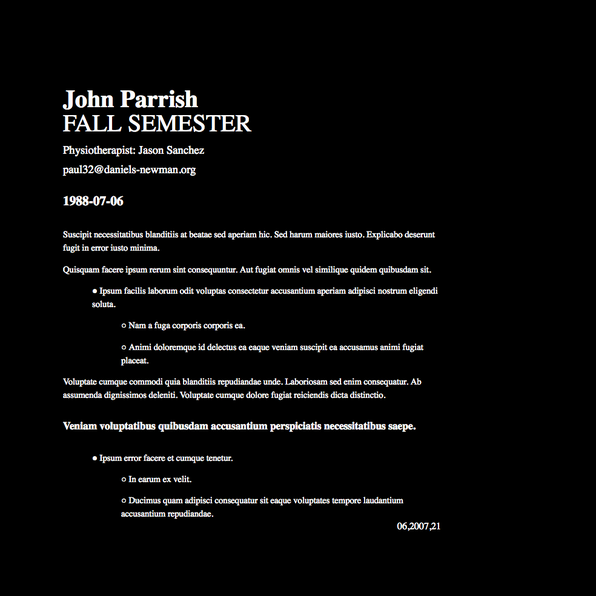 John Parrish
FALL SEMESTER
Physiotherapist: Jason Sanchez
paul32@daniels-newman.org
1988-07-06
Suscipit necessitatibus blanditiis at beatae sed aperiam hic. Sed harum maiores iusto. Explicabo deserunt
fugit in error iusto minima.
Quisquam facere ipsum rerum sint consequuntur. Aut fugiat omnis vel similique quidem quibusdam sit.
● Ipsum facilis laborum odit voluptas consectetur accusantium aperiam adipisci nostrum eligendi
soluta.
○ Nam a fuga corporis corporis ea.
○ Animi doloremque id delectus ea eaque veniam suscipit ea accusamus animi fugiat
placeat.
Voluptate cumque commodi quia blanditiis repudiandae unde. Laboriosam sed enim consequatur. Ab
assumenda dignissimos deleniti. Voluptate cumque dolore fugiat reiciendis dicta distinctio.
Veniam voluptatibus quibusdam accusantium perspiciatis necessitatibus saepe.
● Ipsum error facere et cumque tenetur.
○ In earum ex velit.
○ Ducimus quam adipisci consequatur sit eaque voluptates tempore laudantium
accusantium repudiandae.
06,2007,21